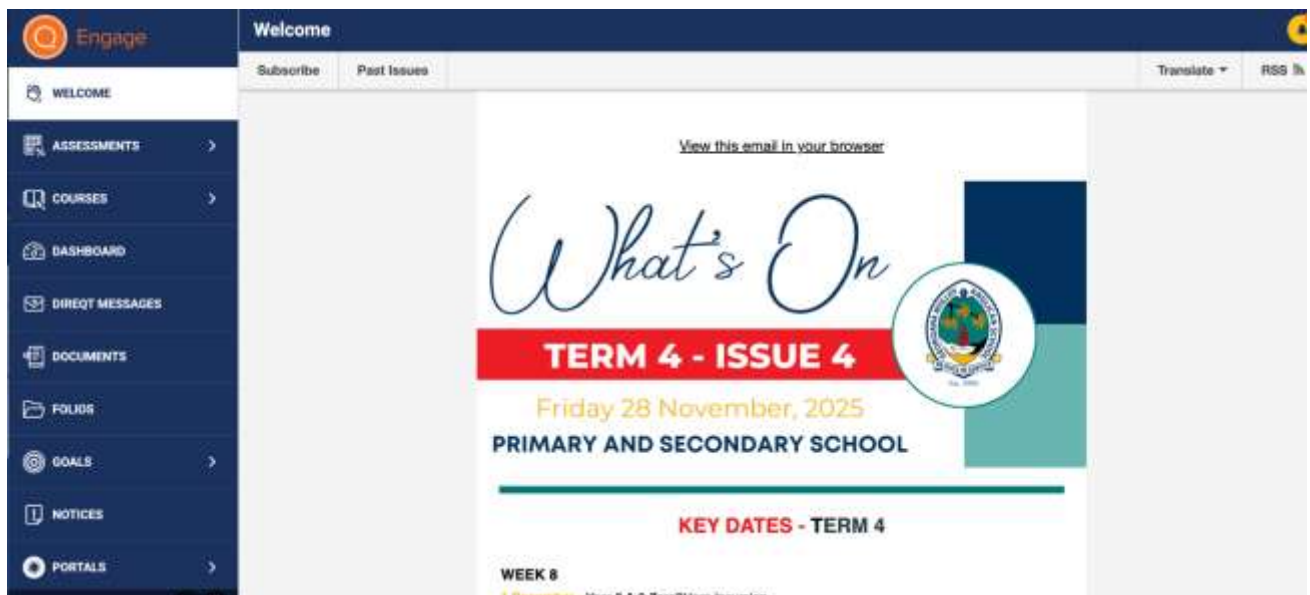 Engage
Welcome
Subscribe
Past Issues
Translate
RSS
WELCOME
ASSESSMENTS
COURSES
DASHBOARD
DIREQT MESSAGES
DOCUMENTS
FOLIOS
GOALS
NOTICES
PORTALS
View this email in your browser
What's On
TERM 4 - ISSUE 4
Friday 28 November, 2025
PRIMARY AND SECONDARY SCHOOL
KEY DATES - TERM 4
WEEK 8